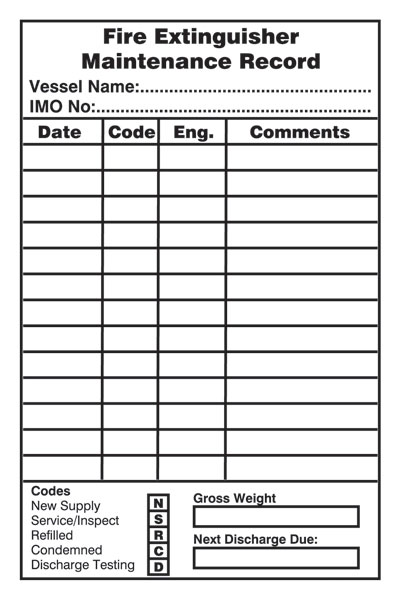 Fire Extinguisher
Maintenance Record
Vessel Name:................................................
IMO No:.........................................................
Date Code Eng. Comments
Codes
New Supply N
Service/Inspect S
Refilled R
Condemned C
Discharge Testing D
Gross Weight
Next Discharge Due: